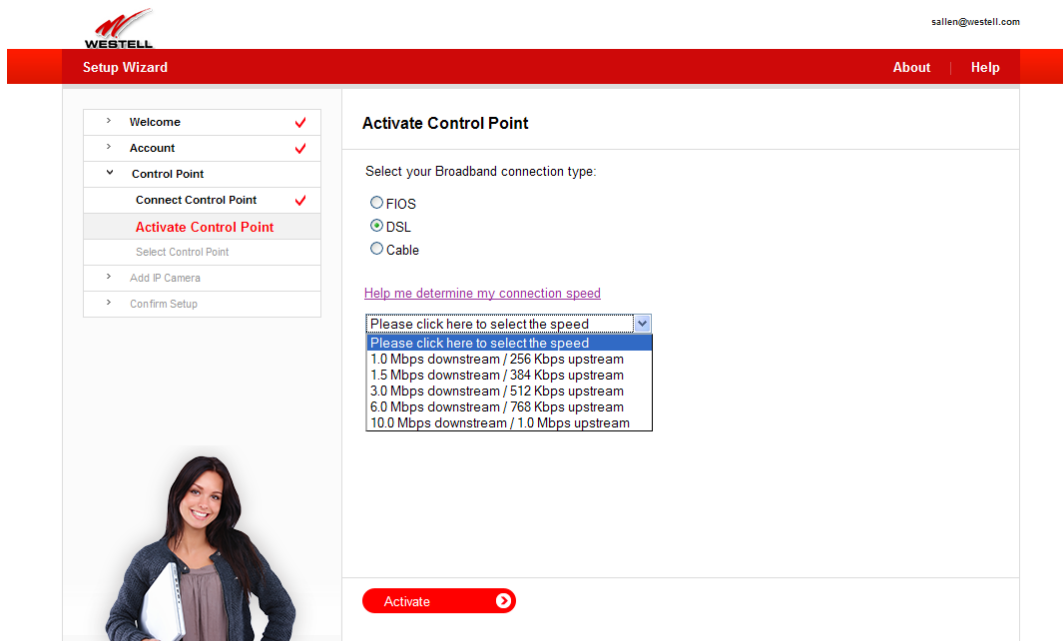 WESTELL
sallen@westell.com
Setup Wizard
About | Help
Welcome
Account
Control Point
Connect Control Point
Activate Control Point
Select Control Point
Add IP Camera
Confirm Setup
Activate Control Point
Select your Broadband connection type:
FIOS
DSL
Cable
Help me determine my connection speed
Please click here to select the speed
Please click here to select the speed
1.0 Mbps downstream / 256 Kbps upstream
1.5 Mbps downstream / 384 Kbps upstream
3.0 Mbps downstream / 512 Kbps upstream
6.0 Mbps downstream / 768 Kbps upstream
10.0 Mbps downstream / 1.0 Mbps upstream
Activate